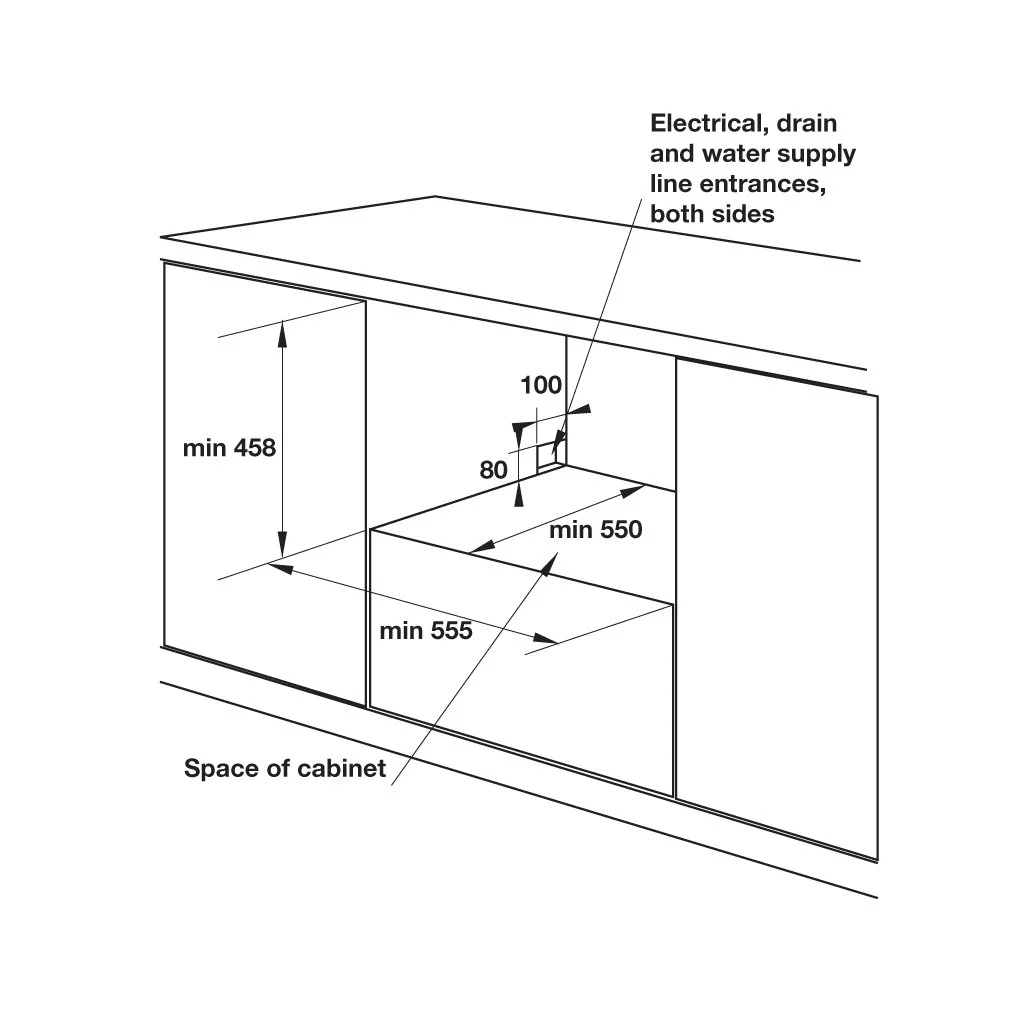 Electrical, drain
and water supply
line entrances,
both sides
100
min 458
80
min 550
min 555
Space of cabinet